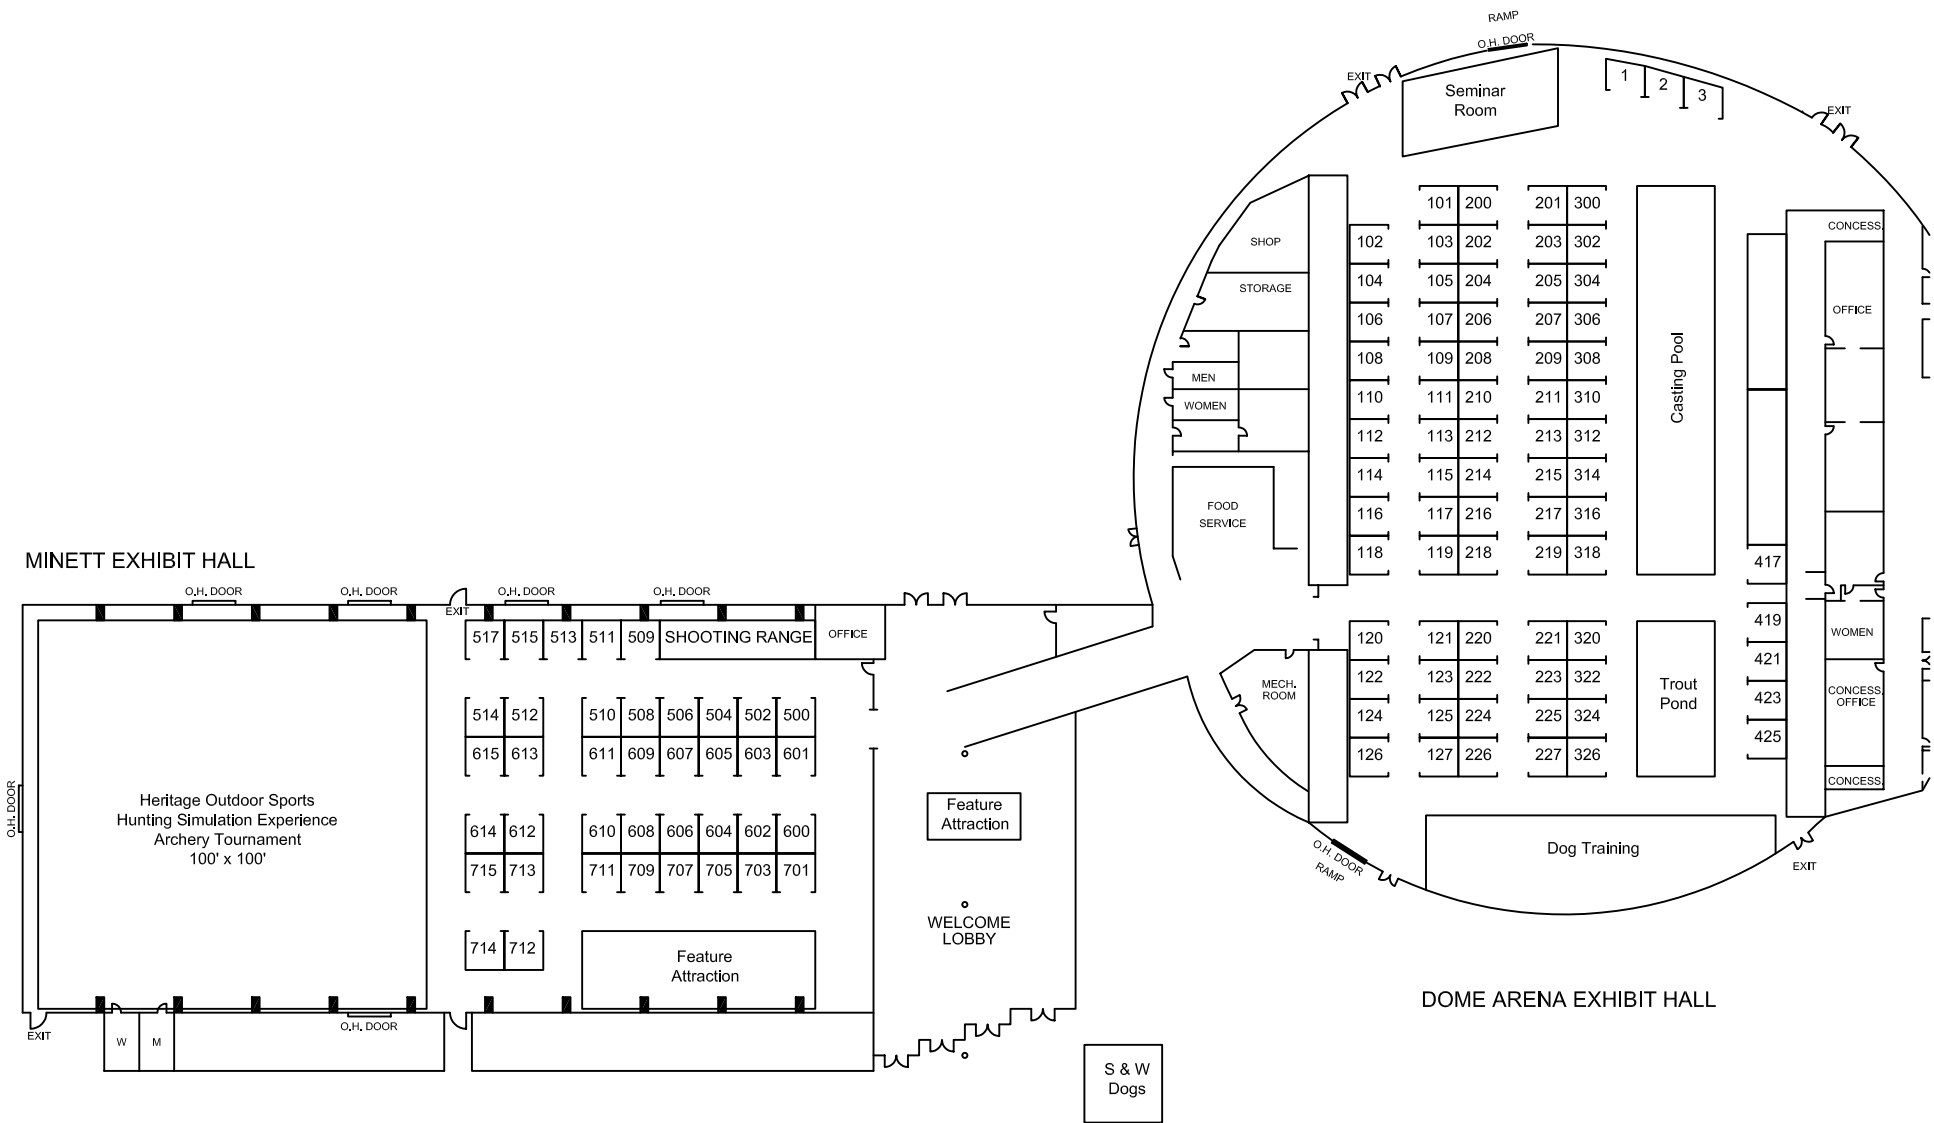 RAMP
O.H. DOOR
EXIT
1
2
3
Seminar
Room
EXIT
101 200
201 300
SHOP
102
103 202
203 302
CONCESS.
STORAGE
104
105 204
205 304
106
107 206
207 306
OFFICE
108
109 208
209 308
Casting Pool
MEN
WOMEN
110
111 210
211 310
112
113 212
213 312
114
115 214
215 314
FOOD
SERVICE
116
117 216
217 316
118
119 218
219 318
417
120
121 220
221 320
419
WOMEN
MECH.
ROOM
122
123 222
223 322
Trout
Pond
421
124
125 224
225 324
423
CONCESS.
OFFICE
126
127 226
227 326
425
CONCESS.
Dog Training
O.H. DOOR
RAMP
EXIT
DOME ARENA EXHIBIT HALL
MINETT EXHIBIT HALL
O.H. DOOR
O.H. DOOR
EXIT
O.H. DOOR
O.H. DOOR
517 515 513 511 509 SHOOTING RANGE
OFFICE
514 512
510 508 506 504 502 500
615 613
611 609 607 605 603 601
O.H. DOOR
Heritage Outdoor Sports
Hunting Simulation Experience
Archery Tournament
100' x 100'
614 612
610 608 606 604 602 600
715 713
711 709 707 705 703 701
714 712
Feature
Attraction
Feature
Attraction
WELCOME
LOBBY
EXIT
W
M
O.H. DOOR
S & W
Dogs